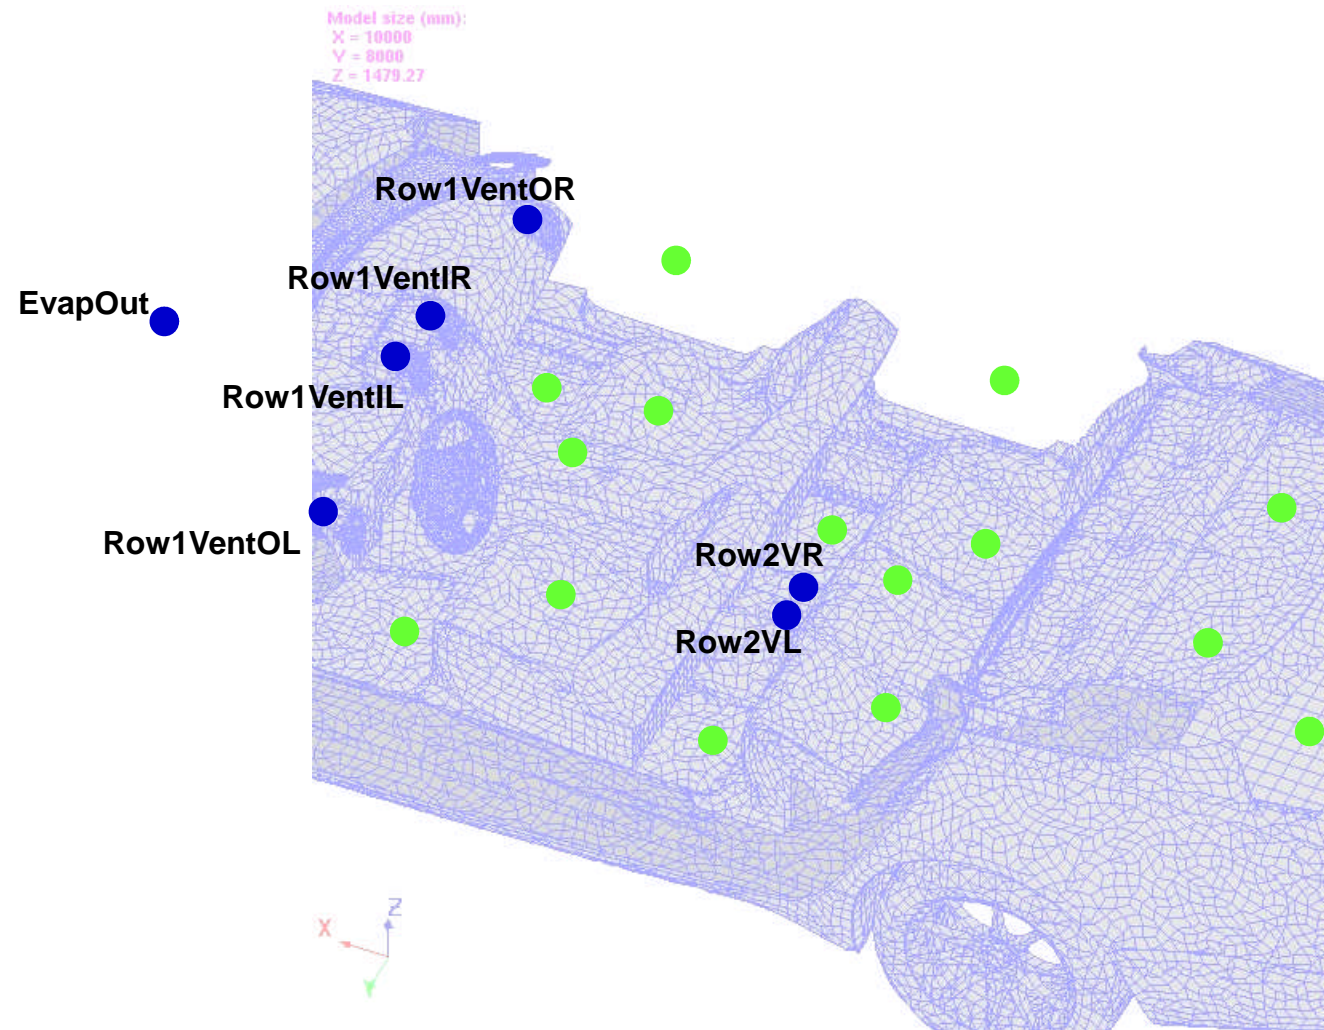 Model size (mm):
X = 10000
Y = 8000
Z = 1479.27
Row1VentOR
Row1VentIR
EvapOut
Row1VentIL
Row1VentOL
Row2VR
Row2VL
Z
X